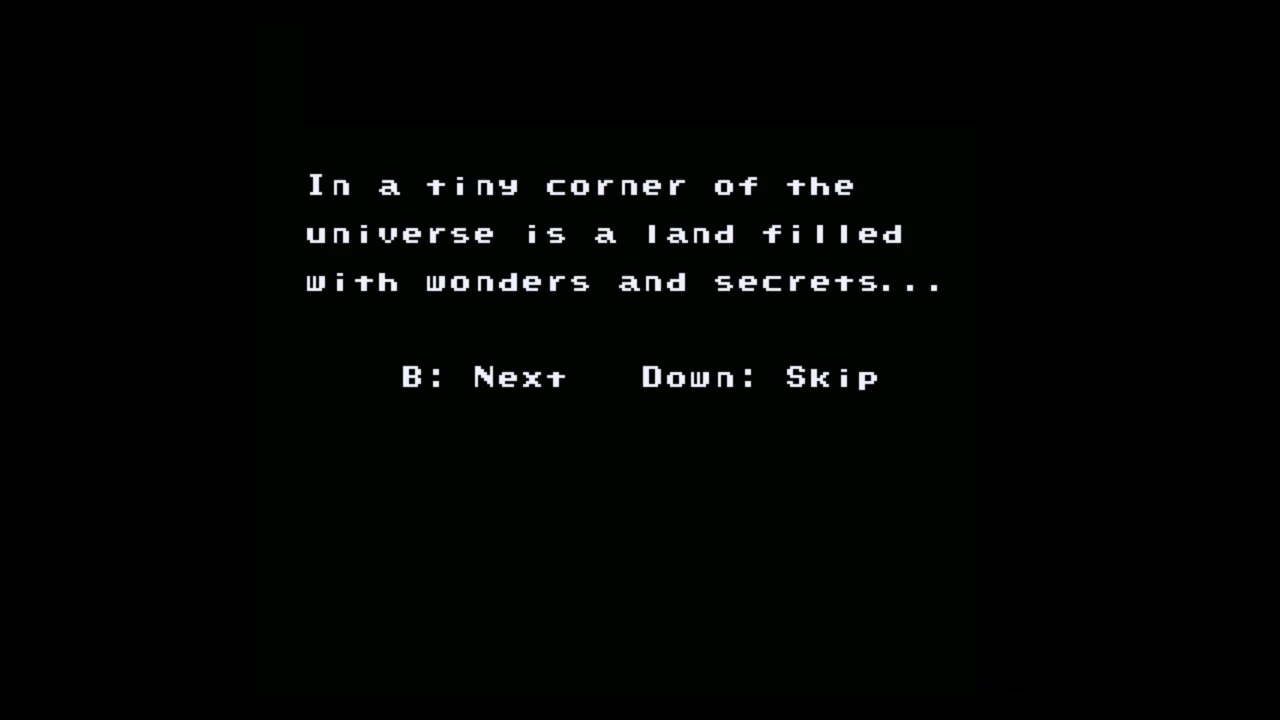 In a tiny corner of the
universe is a land filled
with wonders and secrets...
B: Next   Down: Skip